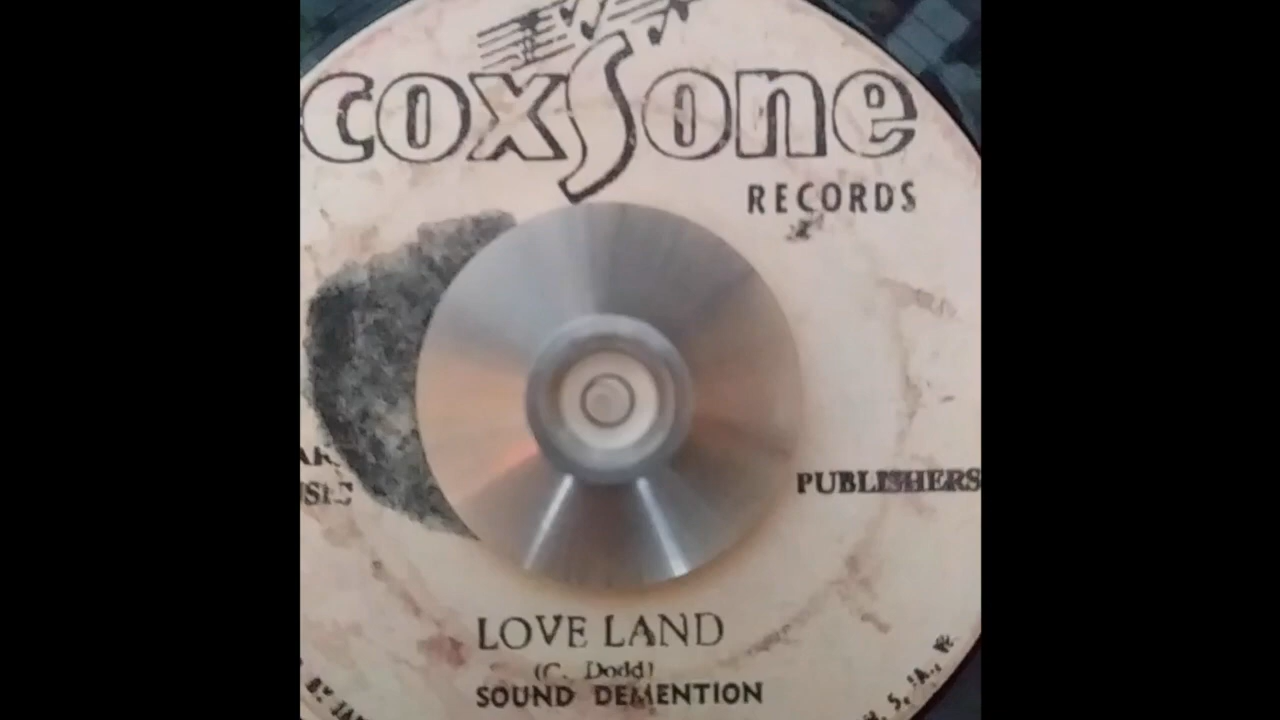 coxSone
RECORDS
PUBLISHERS
LOVE LAND
(C. Dodd)
SOUND DEMENTION